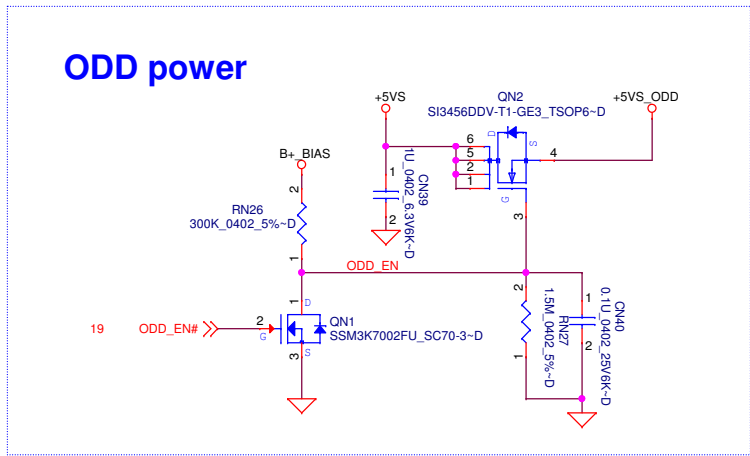 ODD power
+5VS
QN2
SI3456DDV-T1-GE3_TSOP6~D
+5VS_ODD
D
S
G
6
5
2
1
4
3
B+_BIAS
2
RN26
300K_0402_5%~D
1
1
CN39
1U_0402_6.3V6K~D
2
ODD_EN
19
ODD_EN#
2
G
1
D
QN1
SSM3K7002FU_SC70-3~D
3
S
2
RN27
1.5M_0402_5%~D
1
1
CN40
0.1U_0402_25V6K~D
2